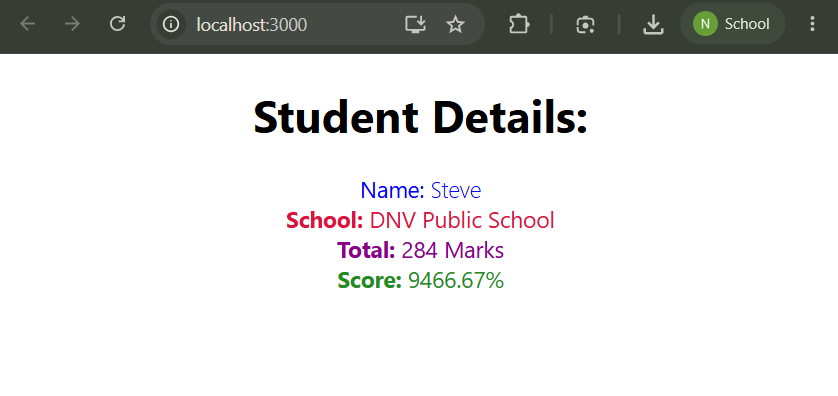 localhost:3000
N School
Student Details:
Name: Steve
School: DNV Public School
Total: 284 Marks
Score: 9466.67%